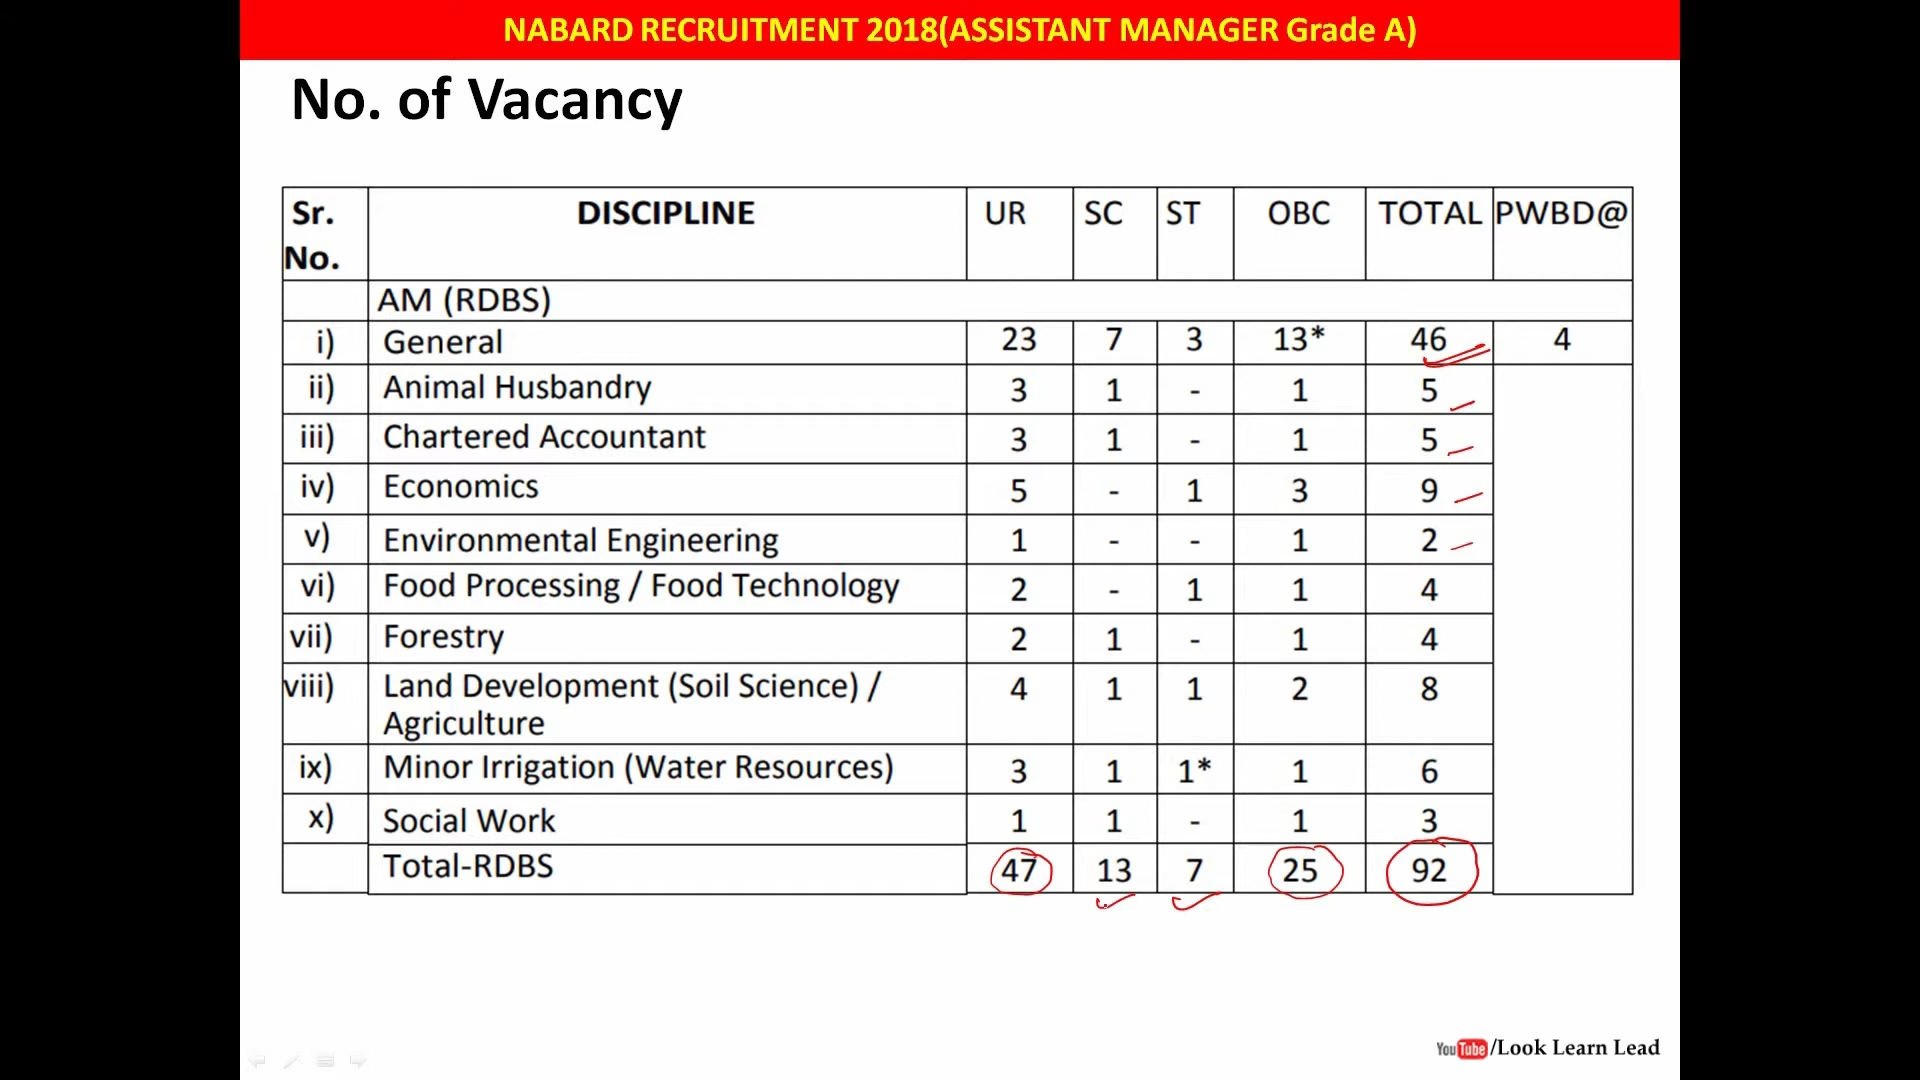 NABARD RECRUITMENT 2018(ASSISTANT MANAGER Grade A)
No. of Vacancy
Sr. No. DISCIPLINE UR SC ST OBC TOTAL PWBD@
AM (RDBS)
i) General 23 7 3 13* 46 4
ii) Animal Husbandry 3 1 - 1 5
iii) Chartered Accountant 3 1 - 1 5
iv) Economics 5 - 1 3 9
v) Environmental Engineering 1 - - 1 2
vi) Food Processing / Food Technology 2 - 1 1 4
vii) Forestry 2 1 - 1 4
viii) Land Development (Soil Science) / 4 1 1 2 8
Agriculture
ix) Minor Irrigation (Water Resources) 3 1 1* 1 6
x) Social Work 1 1 - 1 3
Total-RDBS 47 13 7 25 92
YouTube/Look Learn Lead